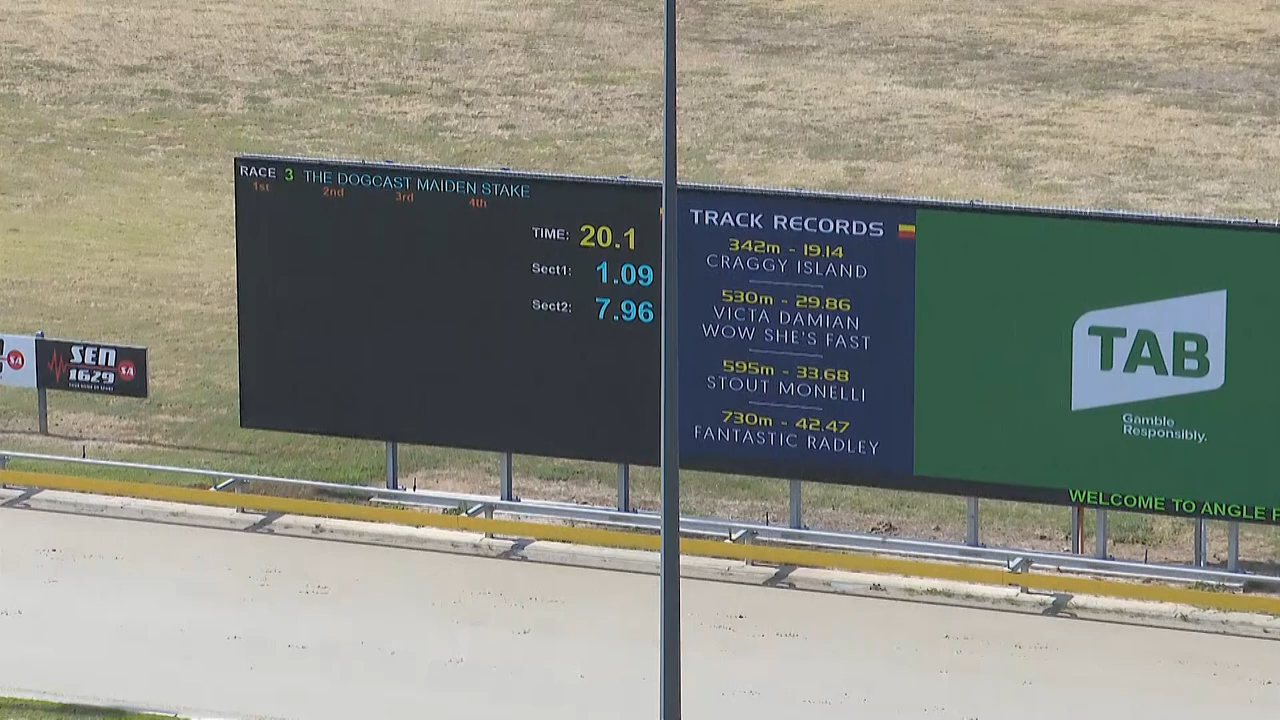 RACE 3 THE DOGCAST MAIDEN STAKE
1st 2nd 3rd 4th
TIME: 20.1
Sect1: 1.09
Sect2: 7.96
TRACK RECORDS
342m - 19.14
CRAGGY ISLAND
530m - 29.86
VICTA DAMIAN
WOW SHE'S FAST
595m - 33.68
STOUT MONELLI
730m - 42.47
FANTASTIC RADLEY
TAB
Gamble
Responsibly.
WELCOME TO ANGLE P
SA
SEN
1629
SA